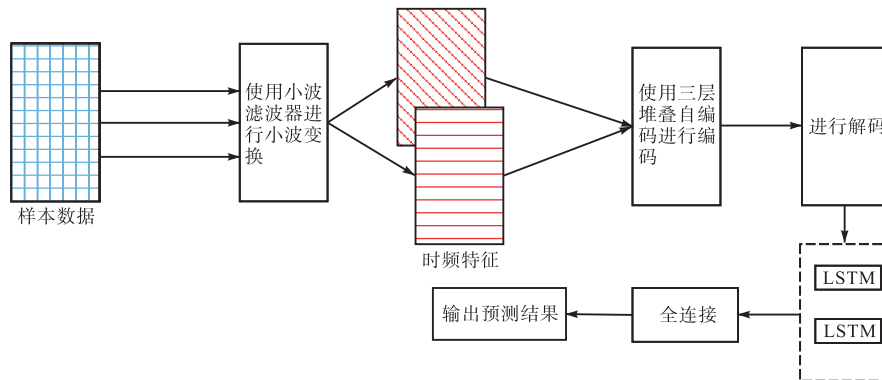 样本数据
使用小波
滤波器进
行小波变
换
时频特征
使用三层
堆叠自编
码进行编
码
进行解码
LSTM
LSTM
全连接
输出预测结果